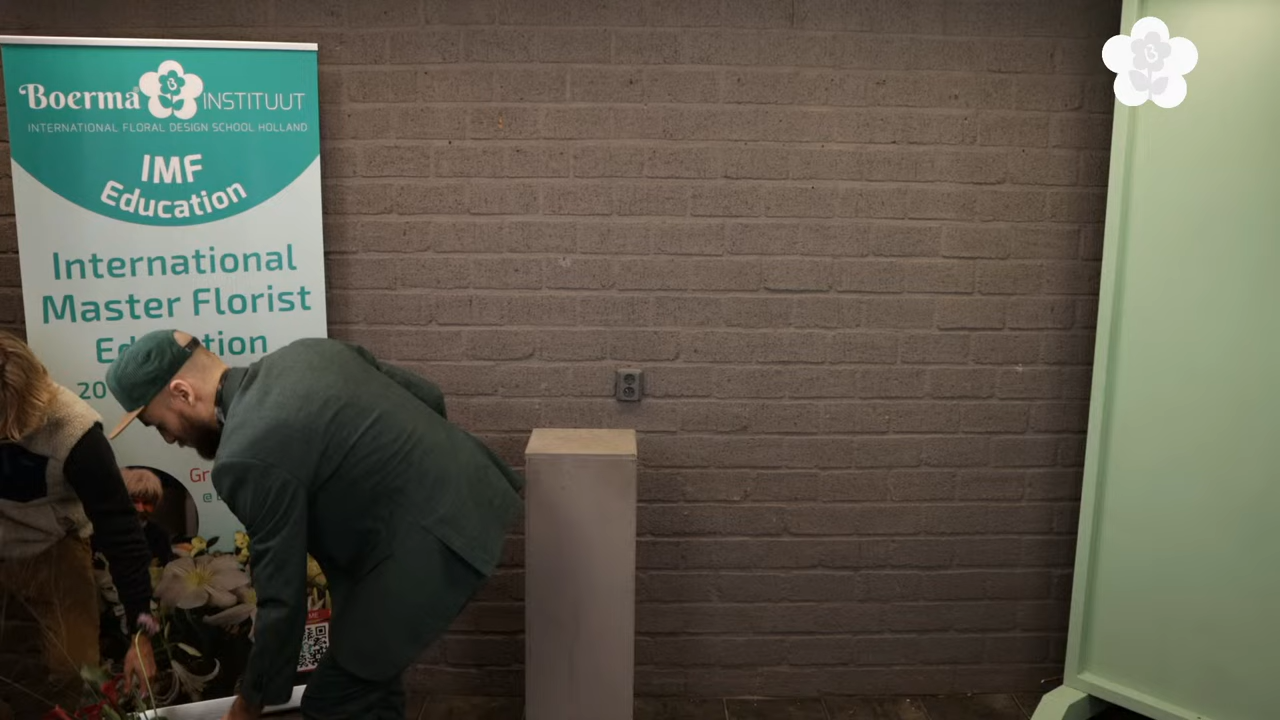 Boerma INSTITUUT
INTERNATIONAL FLORAL DESIGN SCHOOL HOLLAND
IMF
Education
International
Master Florist